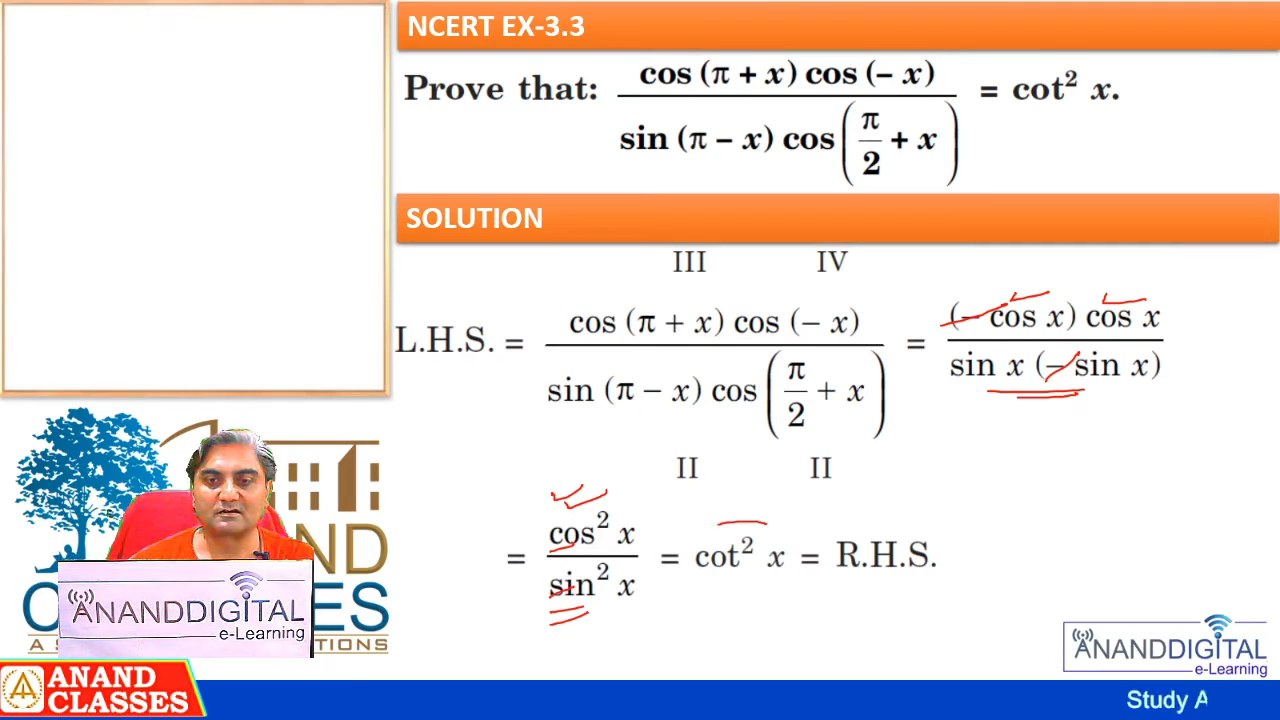 NCERT EX-3.3
Prove that: cos (π + x) cos (– x) / sin (π – x) cos (π/2 + x) = cot² x.
SOLUTION
III IV
L.H.S. = cos (π + x) cos (– x) / sin (π – x) cos (π/2 + x) = (– cos x) cos x / sin x (– sin x)
II II
= cos² x / sin² x = cot² x = R.H.S.
ANANDDIGITAL
e-Learning
ANANDDIGITAL
e-Learning
ANAND
CLASSES
Study A